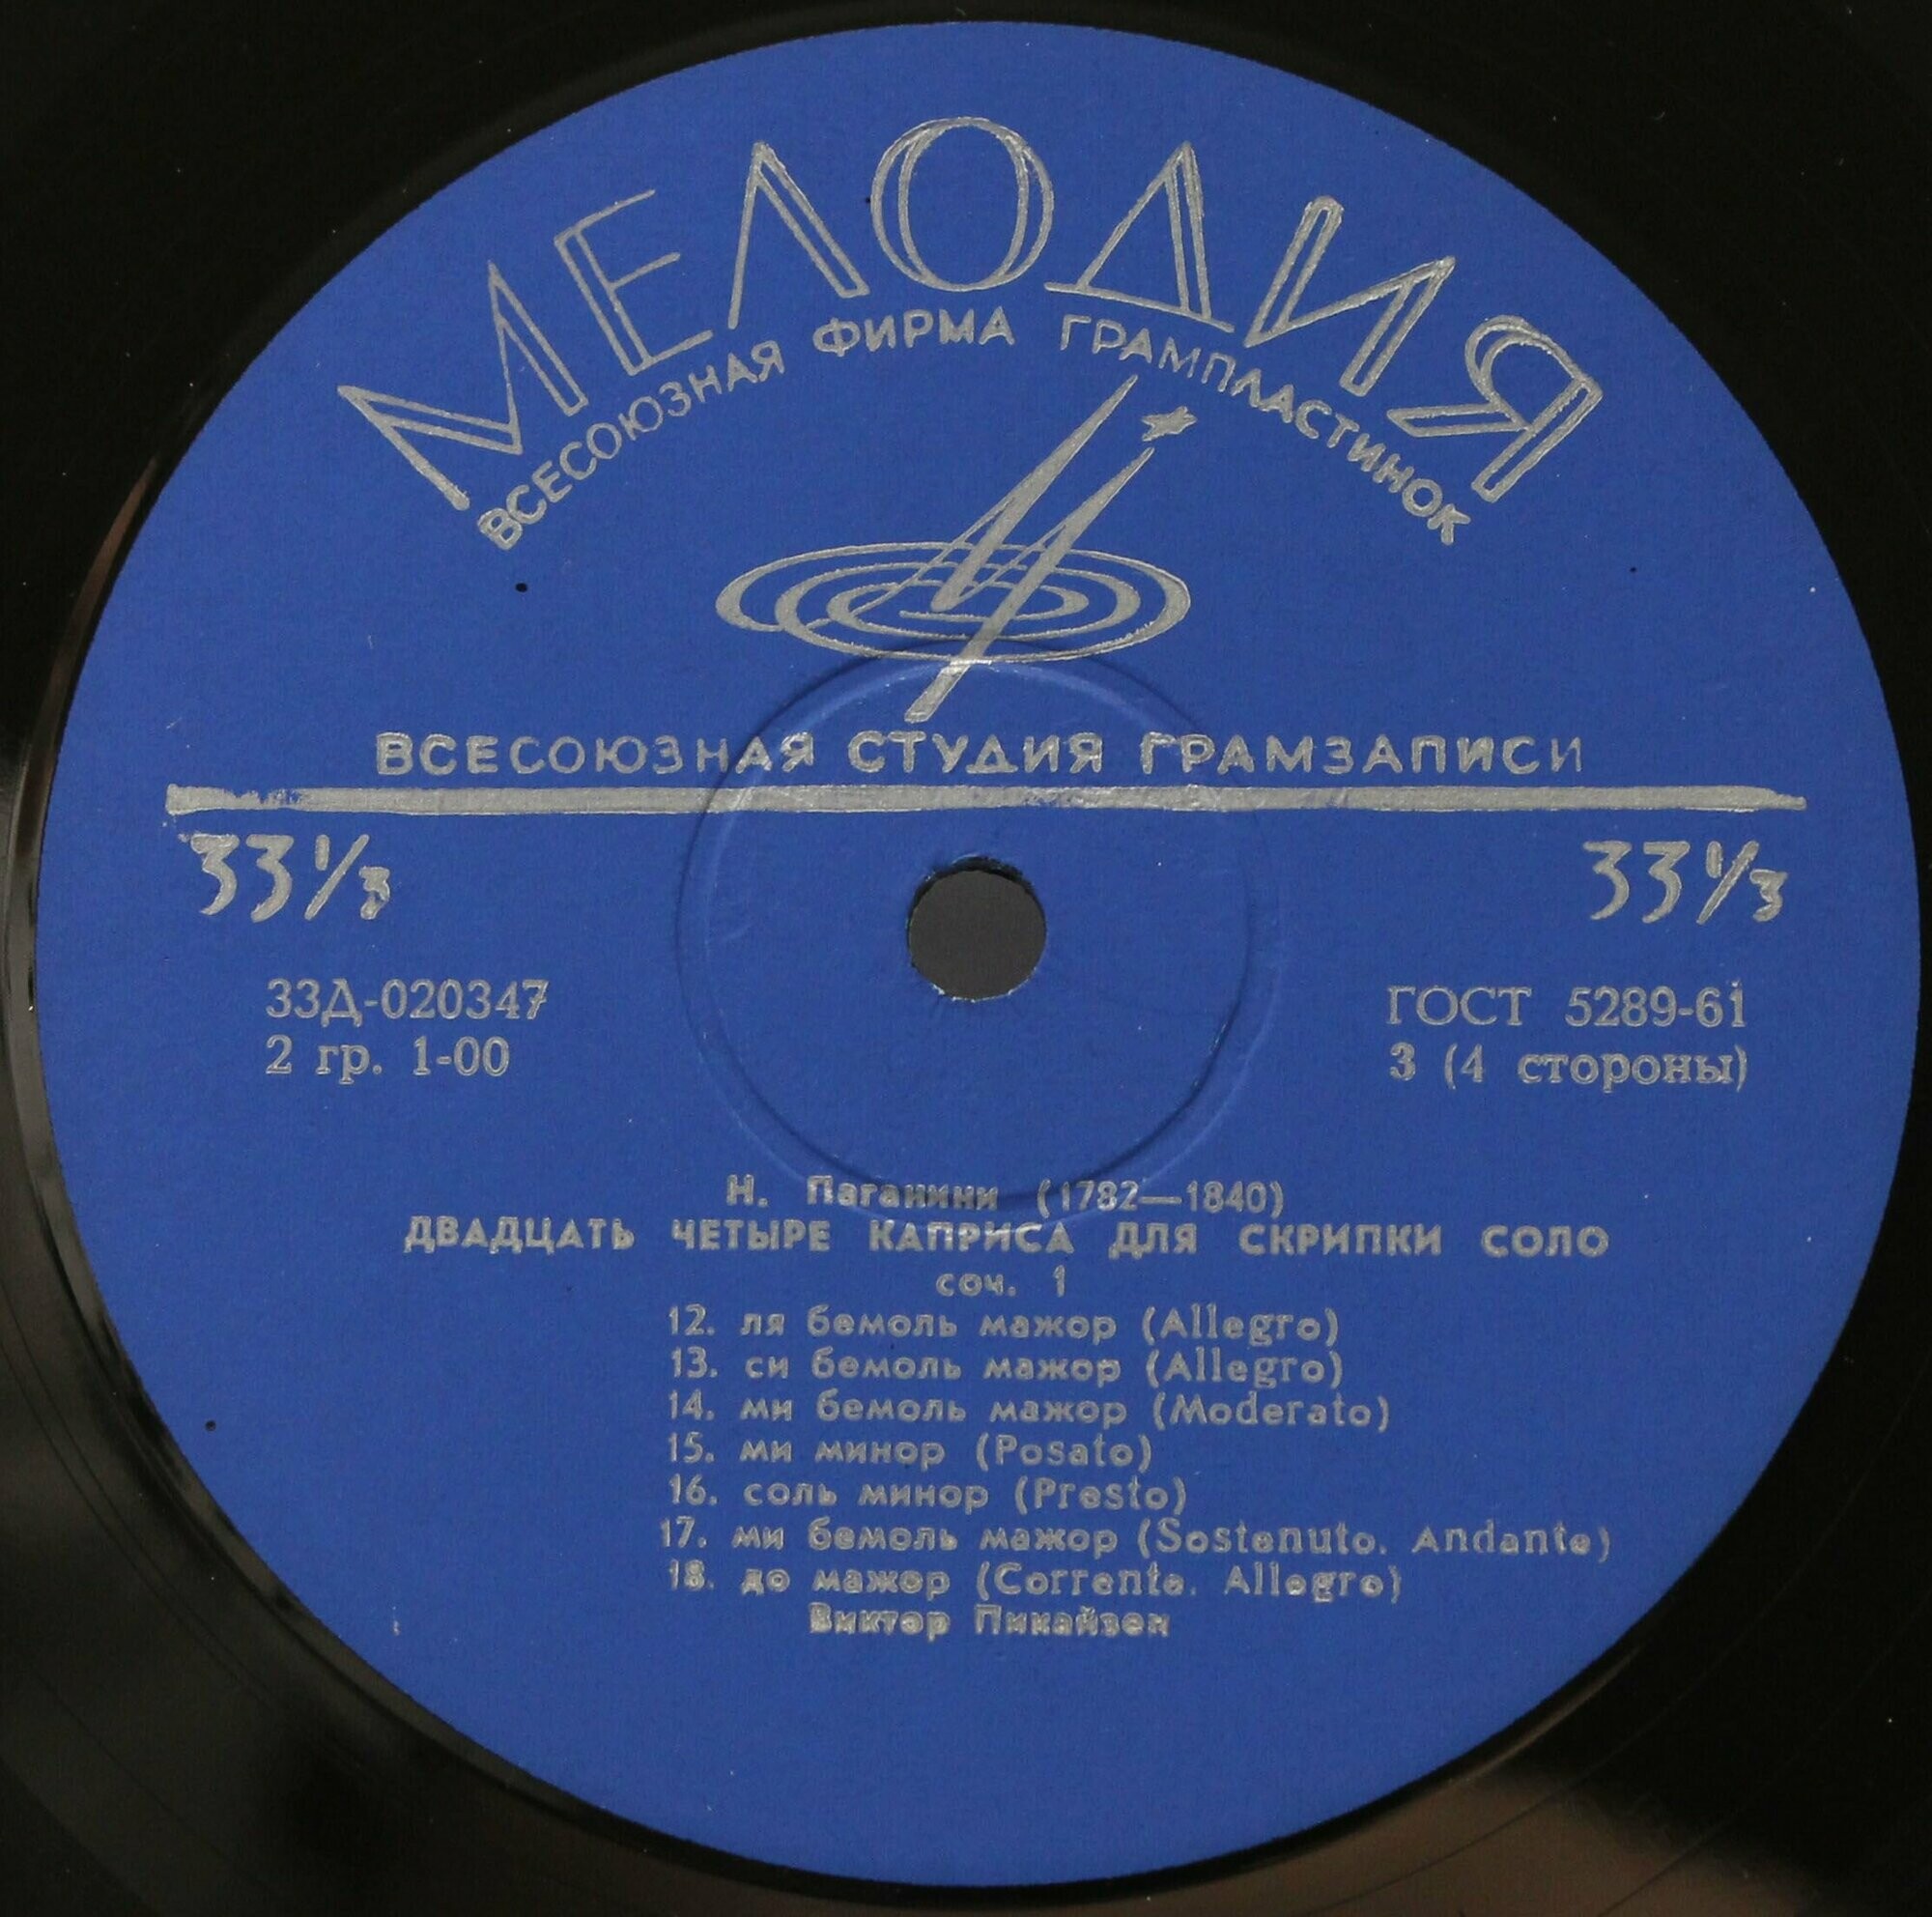 МЕЛОДИЯ
ВСЕСОЮЗНАЯ ФИРМА ГРАМПЛАСТИНОК
ВСЕСОЮЗНАЯ СТУДИЯ ГРАМЗАПИСИ
33⅓ 33⅓
33Д-020347 ГОСТ 5289-61
2 гр. 1-00 3 (4 стороны)
Н. Паганини (1782—1840)
ДВАДЦАТЬ ЧЕТЫРЕ КАПРИСА ДЛЯ СКРИПКИ СОЛО
соч. 1
12. ля бемоль мажор (Allegro)
13. си бемоль мажор (Allegro)
14. ми бемоль мажор (Moderato)
15. ми минор (Posato)
16. соль минор (Presto)
17. ми бемоль мажор (Sostenuto. Andante)
18. до мажор (Corrente. Allegro)
Виктор Пикайзен